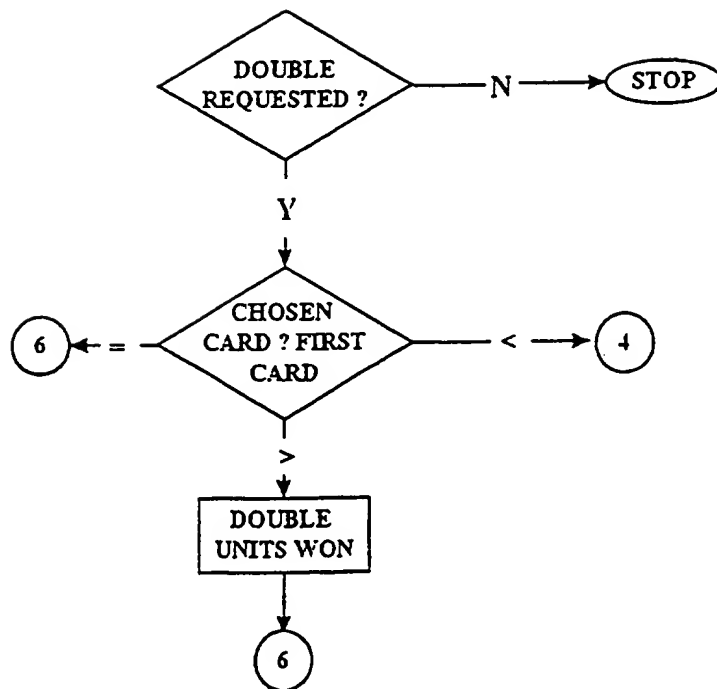 DOUBLE
REQUESTED ?
N
STOP
Y
CHOSEN
CARD ? FIRST
CARD
6
=
<
4
>
DOUBLE
UNITS WON
6